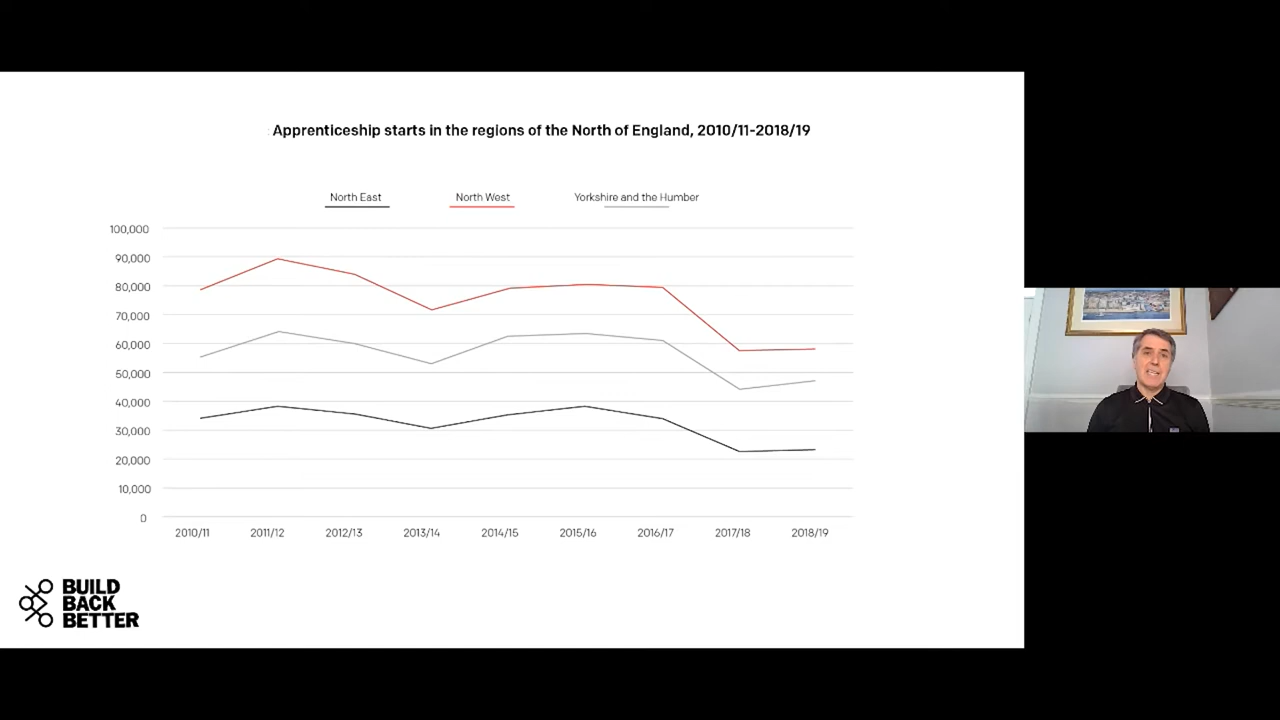 Apprenticeship starts in the regions of the North of England, 2010/11-2018/19
North East North West Yorkshire and the Humber
100,000
90,000
80,000
70,000
60,000
50,000
40,000
30,000
20,000
10,000
0
2010/11 2011/12 2012/13 2013/14 2014/15 2015/16 2016/17 2017/18 2018/19
BUILD
BACK
BETTER